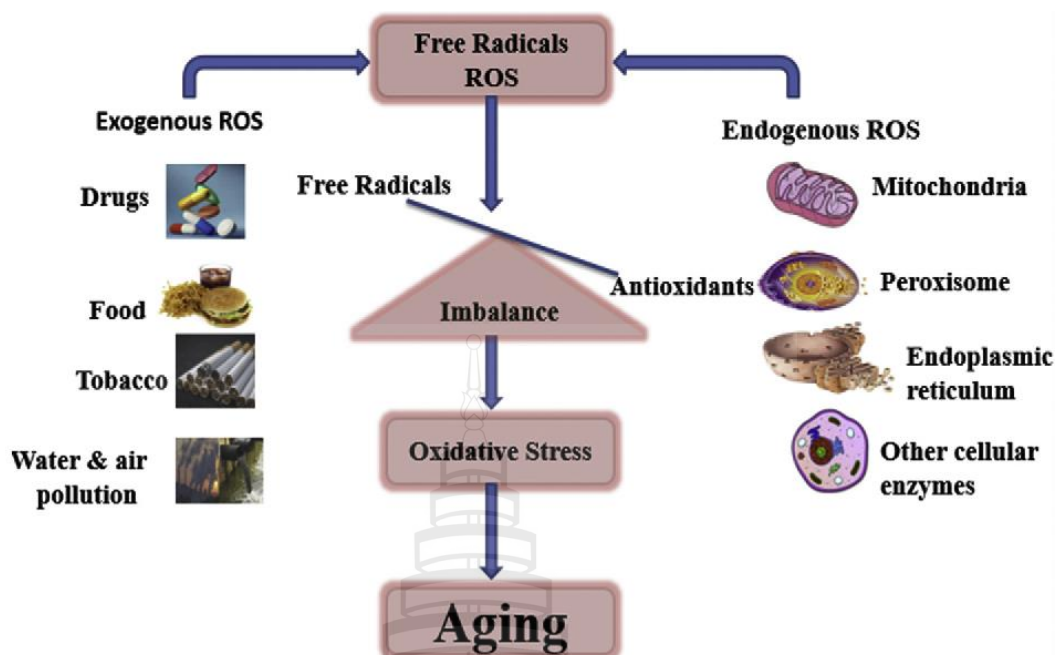 Free Radicals
ROS
Exogenous ROS
Endogenous ROS
Drugs
Food
Tobacco
Water & air
pollution
Free Radicals
Antioxidants
Imbalance
Oxidative Stress
Aging
Mitochondria
Peroxisome
Endoplasmic
reticulum
Other cellular
enzymes